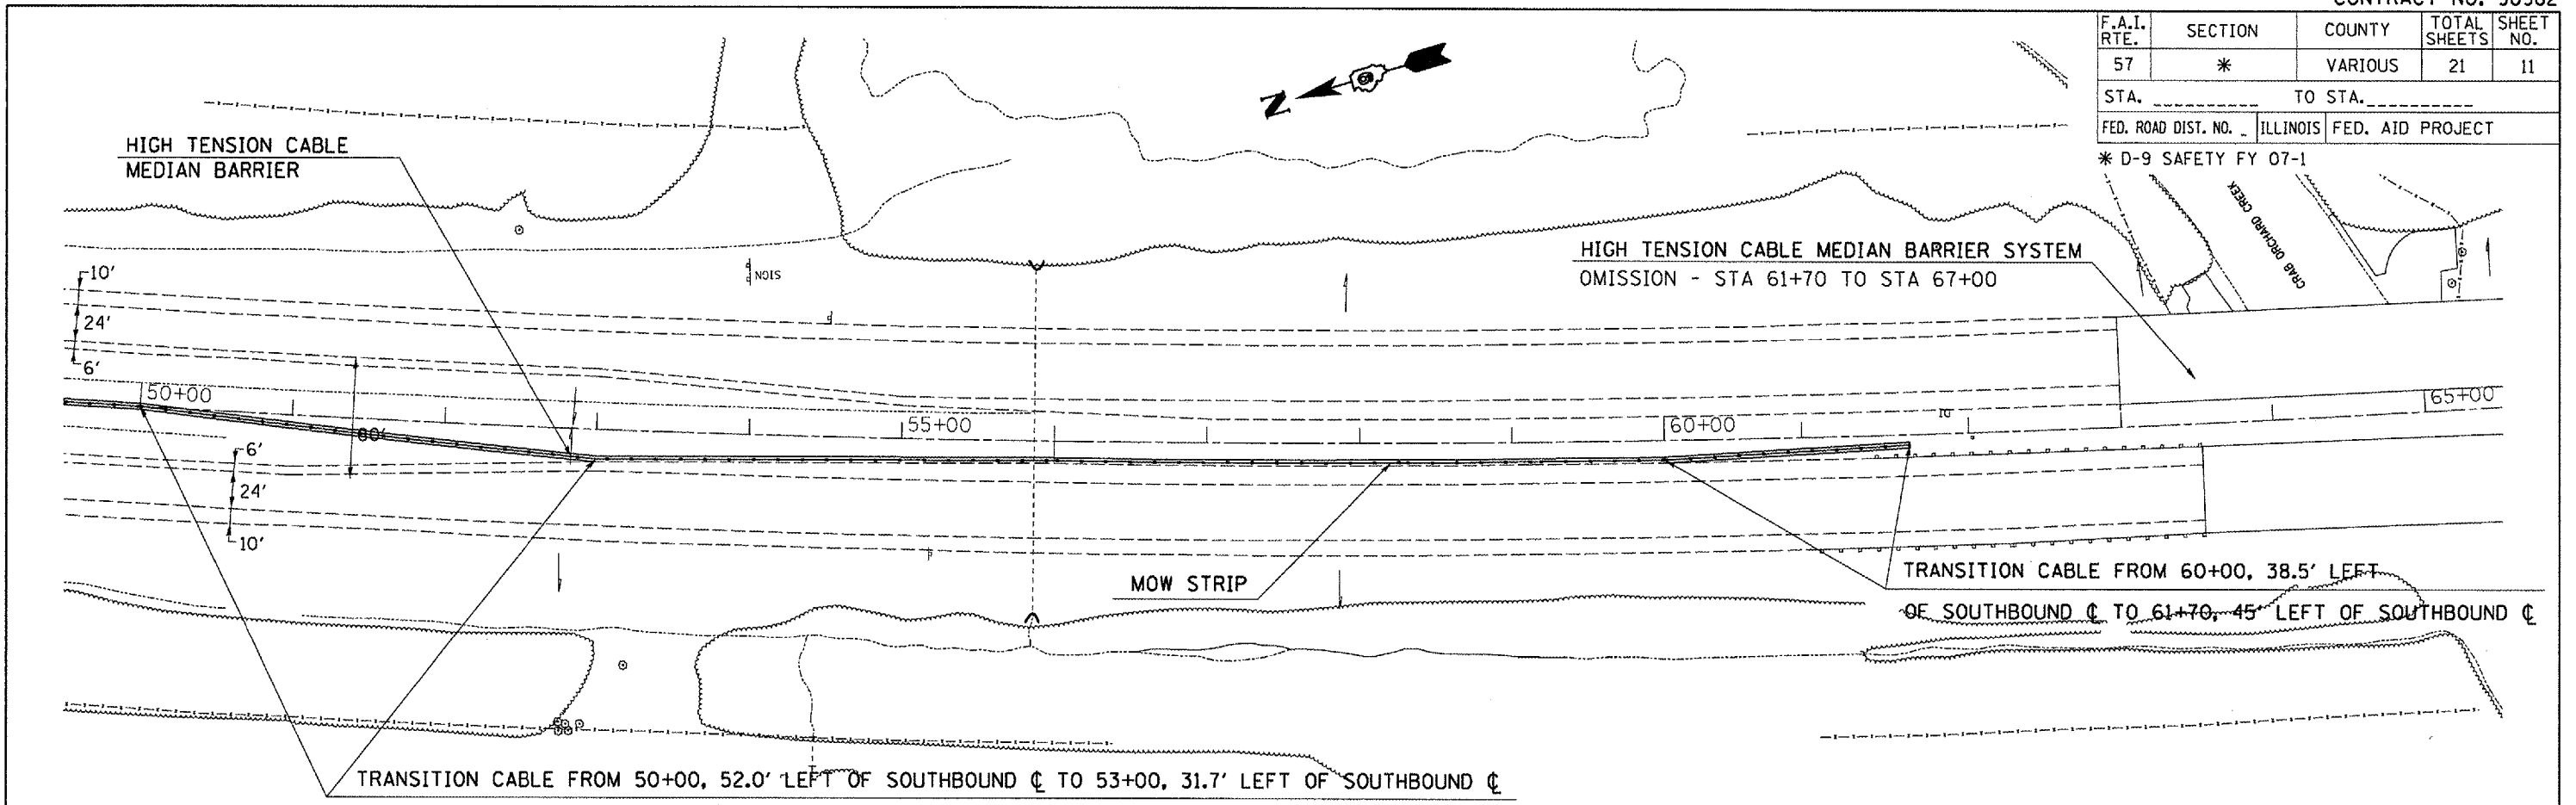 F.A.I. RTE. SECTION COUNTY TOTAL SHEETS SHEET NO.
57 * VARIOUS 21 11
STA. __________ TO STA. __________
FED. ROAD DIST. NO. _ ILLINOIS FED. AID PROJECT
* D-9 SAFETY FY 07-1
N
HIGH TENSION CABLE
MEDIAN BARRIER
SIGN
CRAB ORCHARD CREEK
HIGH TENSION CABLE MEDIAN BARRIER SYSTEM
OMISSION - STA 61+70 TO STA 67+00
10'
24'
6'
50+00
55+00
60+00
65+00
80'
6'
24'
10'
MOW STRIP
TRANSITION CABLE FROM 60+00, 38.5' LEFT
OF SOUTHBOUND ℄ TO 61+70, 45' LEFT OF SOUTHBOUND ℄
TRANSITION CABLE FROM 50+00, 52.0' LEFT OF SOUTHBOUND ℄ TO 53+00, 31.7' LEFT OF SOUTHBOUND ℄